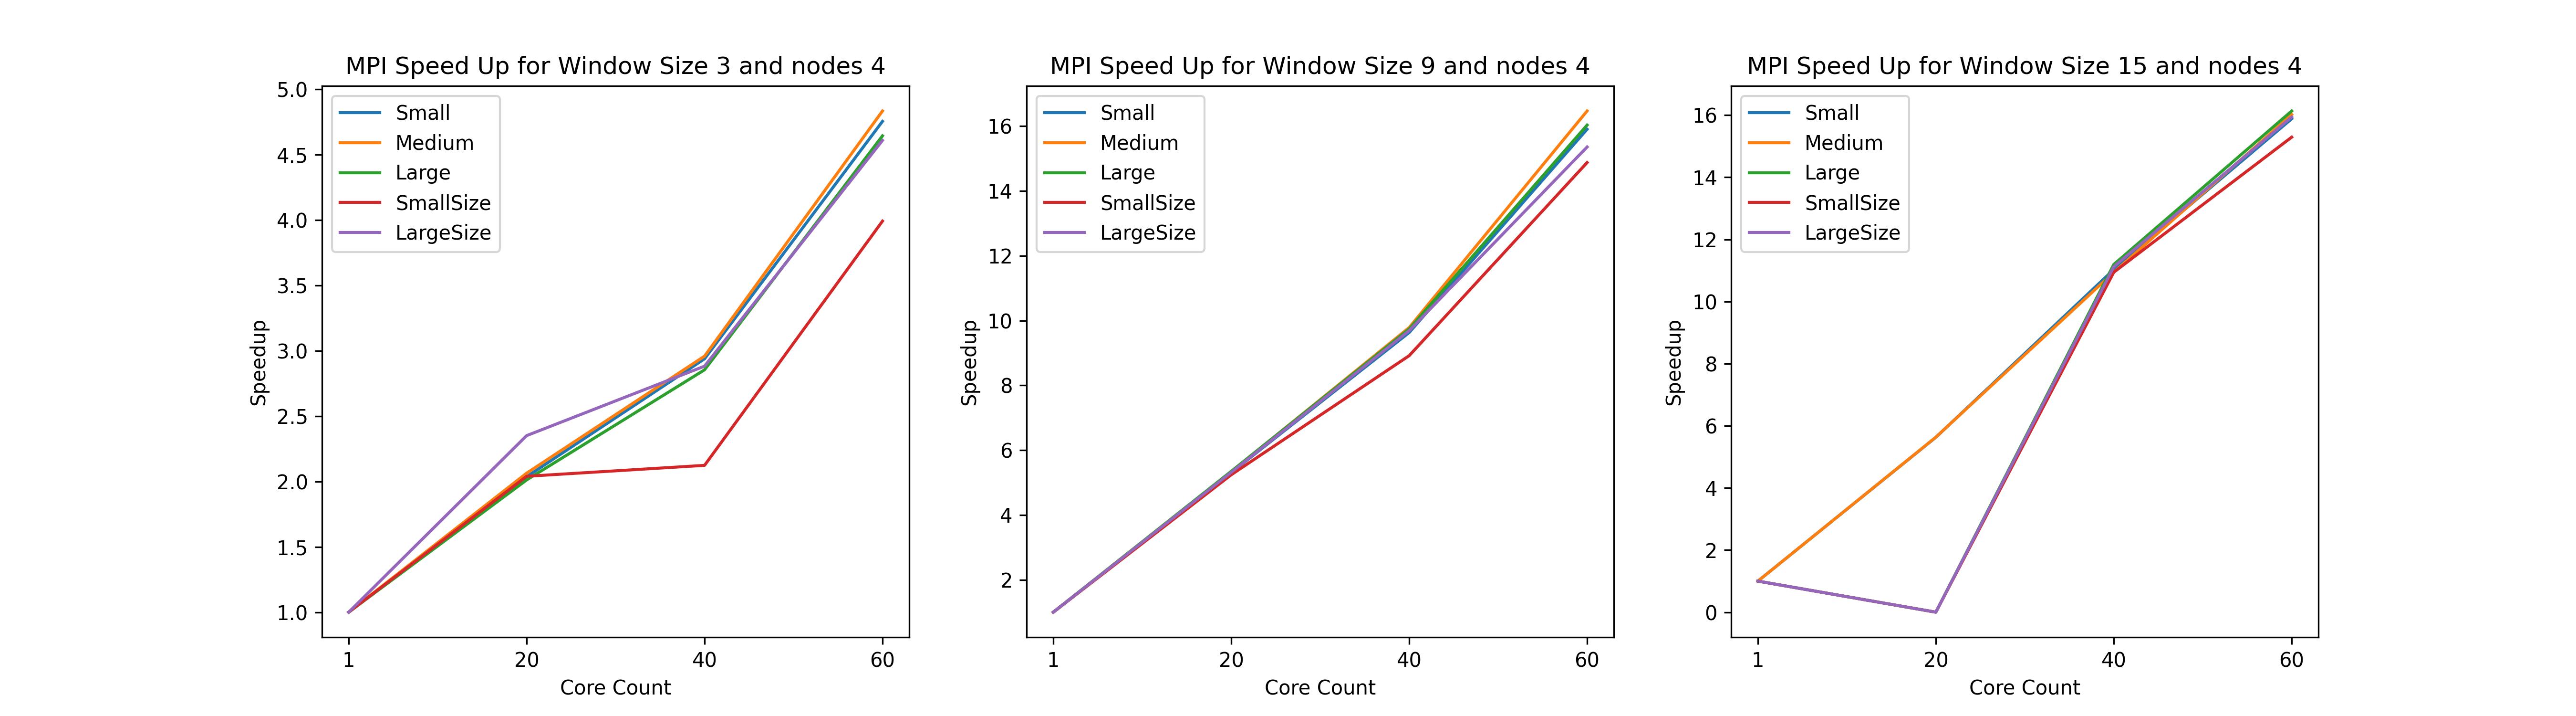 MPI Speed Up for Window Size 3 and nodes 4
5.0
4.5
4.0
3.5
3.0
2.5
2.0
1.5
1.0
Speedup
Small
Medium
Large
SmallSize
LargeSize
1 20 40 60
Core Count
MPI Speed Up for Window Size 9 and nodes 4
16
14
12
10
8
6
4
2
Speedup
Small
Medium
Large
SmallSize
LargeSize
1 20 40 60
Core Count
MPI Speed Up for Window Size 15 and nodes 4
16
14
12
10
8
6
4
2
0
Speedup
Small
Medium
Large
SmallSize
LargeSize
1 20 40 60
Core Count